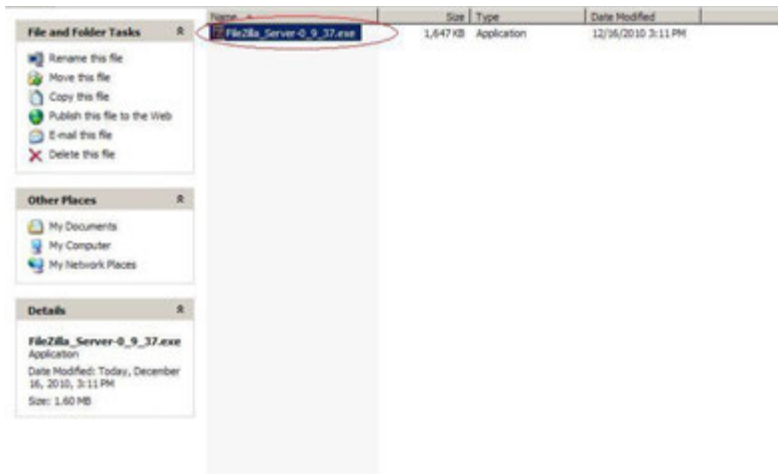 Name Size Type Date Modified
FileZilla_Server-0_9_37.exe 1,647 KB Application 12/16/2010 3:11 PM
File and Folder Tasks
Rename this file
Move this file
Copy this file
Publish this file to the Web
E-mail this file
Delete this file
Other Places
My Documents
My Computer
My Network Places
Details
FileZilla_Server-0_9_37.exe
Application
Date Modified: Today, December
16, 2010, 3:11 PM
Size: 1.60 MB